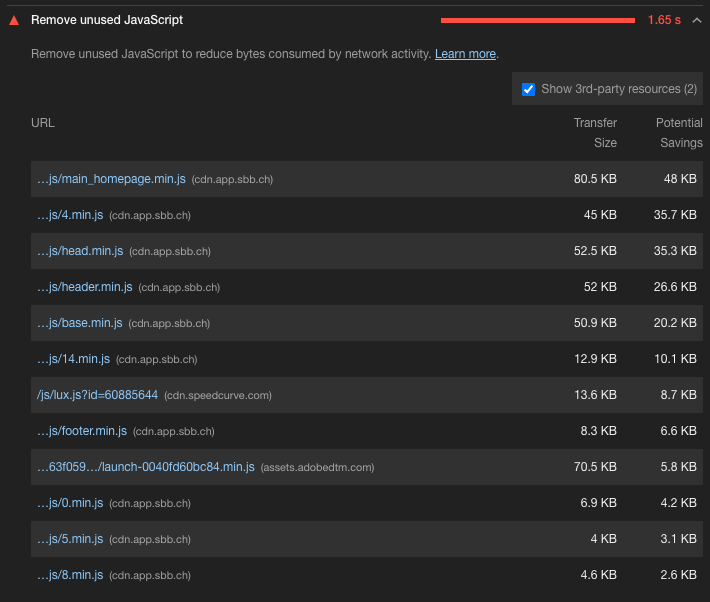 Remove unused JavaScript 1.65 s
Remove unused JavaScript to reduce bytes consumed by network activity. Learn more.
Show 3rd-party resources (2)
URL Transfer Size Potential Savings
…js/main_homepage.min.js (cdn.app.sbb.ch) 80.5 KB 48 KB
…js/4.min.js (cdn.app.sbb.ch) 45 KB 35.7 KB
…js/head.min.js (cdn.app.sbb.ch) 52.5 KB 35.3 KB
…js/header.min.js (cdn.app.sbb.ch) 52 KB 26.6 KB
…js/base.min.js (cdn.app.sbb.ch) 50.9 KB 20.2 KB
…js/14.min.js (cdn.app.sbb.ch) 12.9 KB 10.1 KB
/js/lux.js?id=60885644 (cdn.speedcurve.com) 13.6 KB 8.7 KB
…js/footer.min.js (cdn.app.sbb.ch) 8.3 KB 6.6 KB
…63f059…/launch-0040fd60bc84.min.js (assets.adobedtm.com) 70.5 KB 5.8 KB
…js/0.min.js (cdn.app.sbb.ch) 6.9 KB 4.2 KB
…js/5.min.js (cdn.app.sbb.ch) 4 KB 3.1 KB
…js/8.min.js (cdn.app.sbb.ch) 4.6 KB 2.6 KB